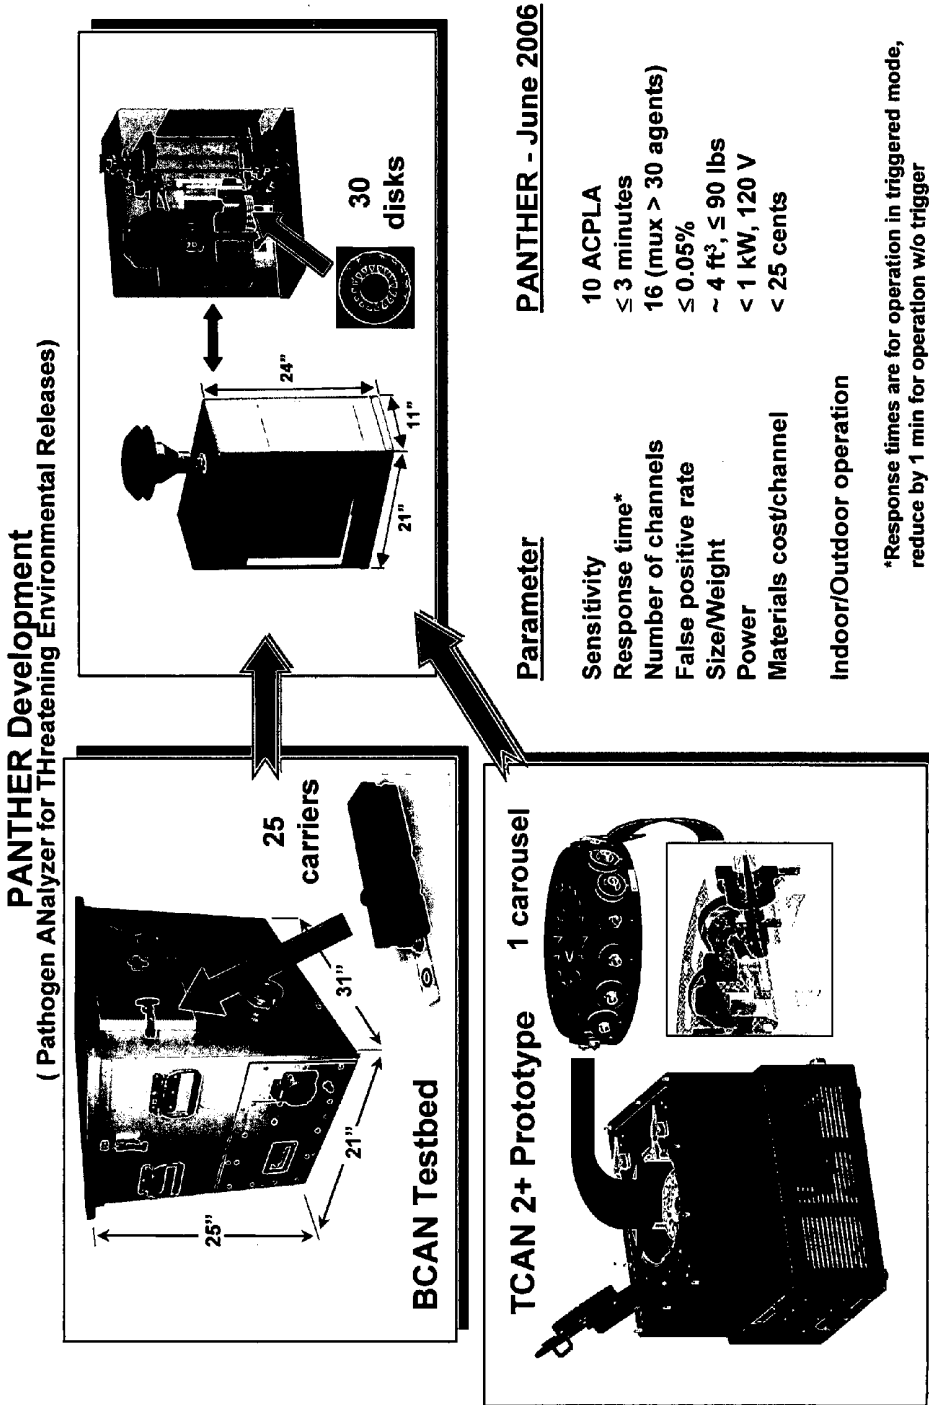 PANTHER Development
( Pathogen ANalyzer for THreatening Environmental Releases)
25"
21"
31"
25
carriers
BCAN Testbed
24"
21"
11"
30
disks
TCAN 2+ Prototype
1 carousel
Parameter PANTHER - June 2006
Sensitivity 10 ACPLA
Response time* ≤ 3 minutes
Number of channels 16 (mux > 30 agents)
False positive rate ≤ 0.05%
Size/Weight ~ 4 ft³, ≤ 90 lbs
Power < 1 kW, 120 V
Materials cost/channel < 25 cents
Indoor/Outdoor operation
*Response times are for operation in triggered mode,
reduce by 1 min for operation w/o trigger